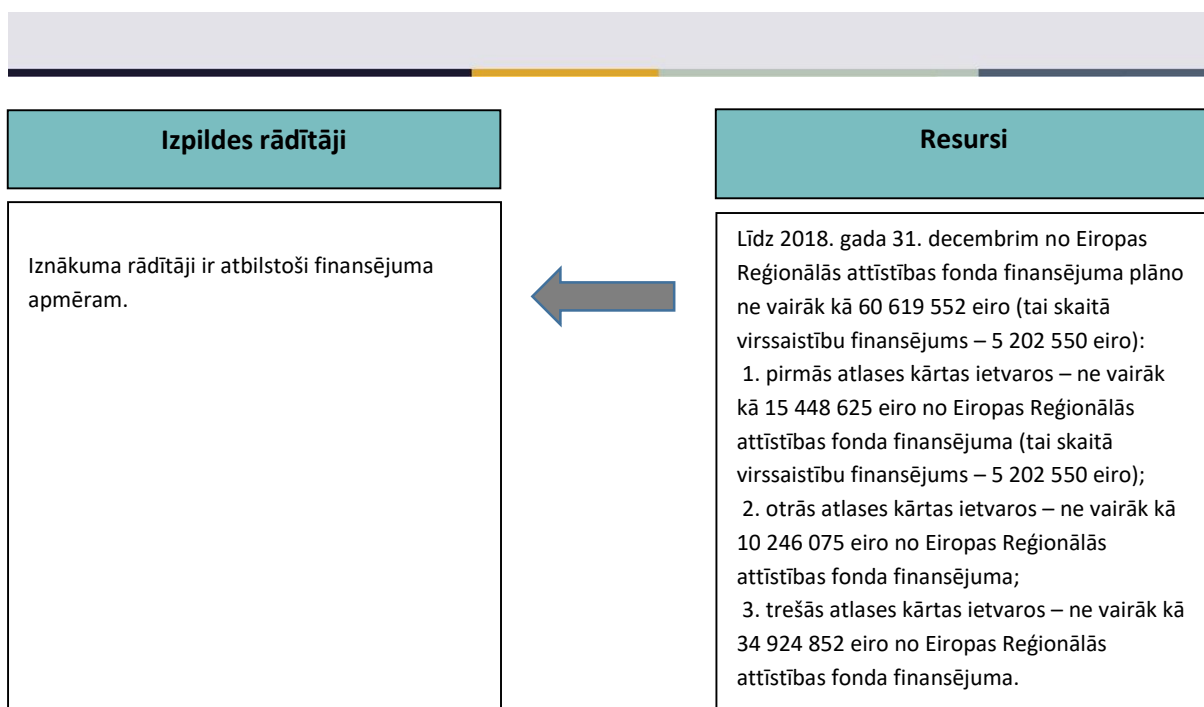 Izpildes rādītāji
Iznākuma rādītāji ir atbilstoši finansējuma
apmēram.
Resursi
Līdz 2018. gada 31. decembrim no Eiropas
Reģionālās attīstības fonda finansējuma plāno
ne vairāk kā 60 619 552 eiro (tai skaitā
virssaistību finansējums – 5 202 550 eiro):
1. pirmās atlases kārtas ietvaros – ne vairāk
kā 15 448 625 eiro no Eiropas Reģionālās
attīstības fonda finansējuma (tai skaitā
virssaistību finansējums – 5 202 550 eiro);
2. otrās atlases kārtas ietvaros – ne vairāk kā
10 246 075 eiro no Eiropas Reģionālās
attīstības fonda finansējuma;
3. trešās atlases kārtas ietvaros – ne vairāk kā
34 924 852 eiro no Eiropas Reģionālās
attīstības fonda finansējuma.